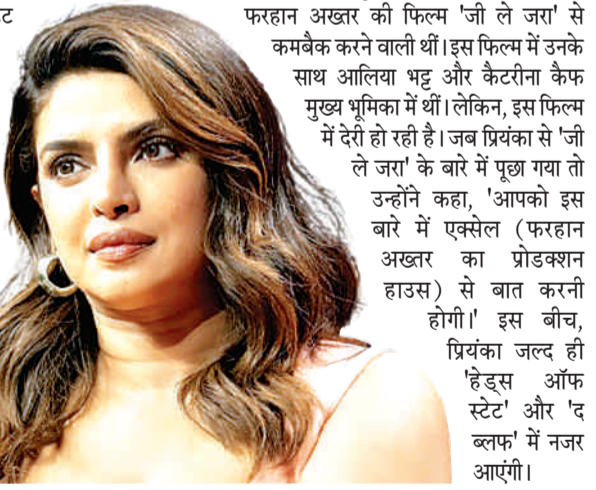 फरहान अख्तर की फिल्म 'जी ले जरा' से
कमबैक करने वाली थीं। इस फिल्म में उनके
साथ आलिया भट्ट और कैटरीना कैफ
मुख्य भूमिका में थीं। लेकिन, इस फिल्म
में देरी हो रही है। जब प्रियंका से 'जी
ले जरा' के बारे में पूछा गया तो
उन्होंने कहा, 'आपको इस
बारे में एक्सेल (फरहान
अख्तर का प्रोडक्शन
हाउस) से बात करनी
होगी।' इस बीच,
प्रियंका जल्द ही
'हेड्स ऑफ
स्टेट' और 'द
ब्लफ' में नजर
आएंगी।